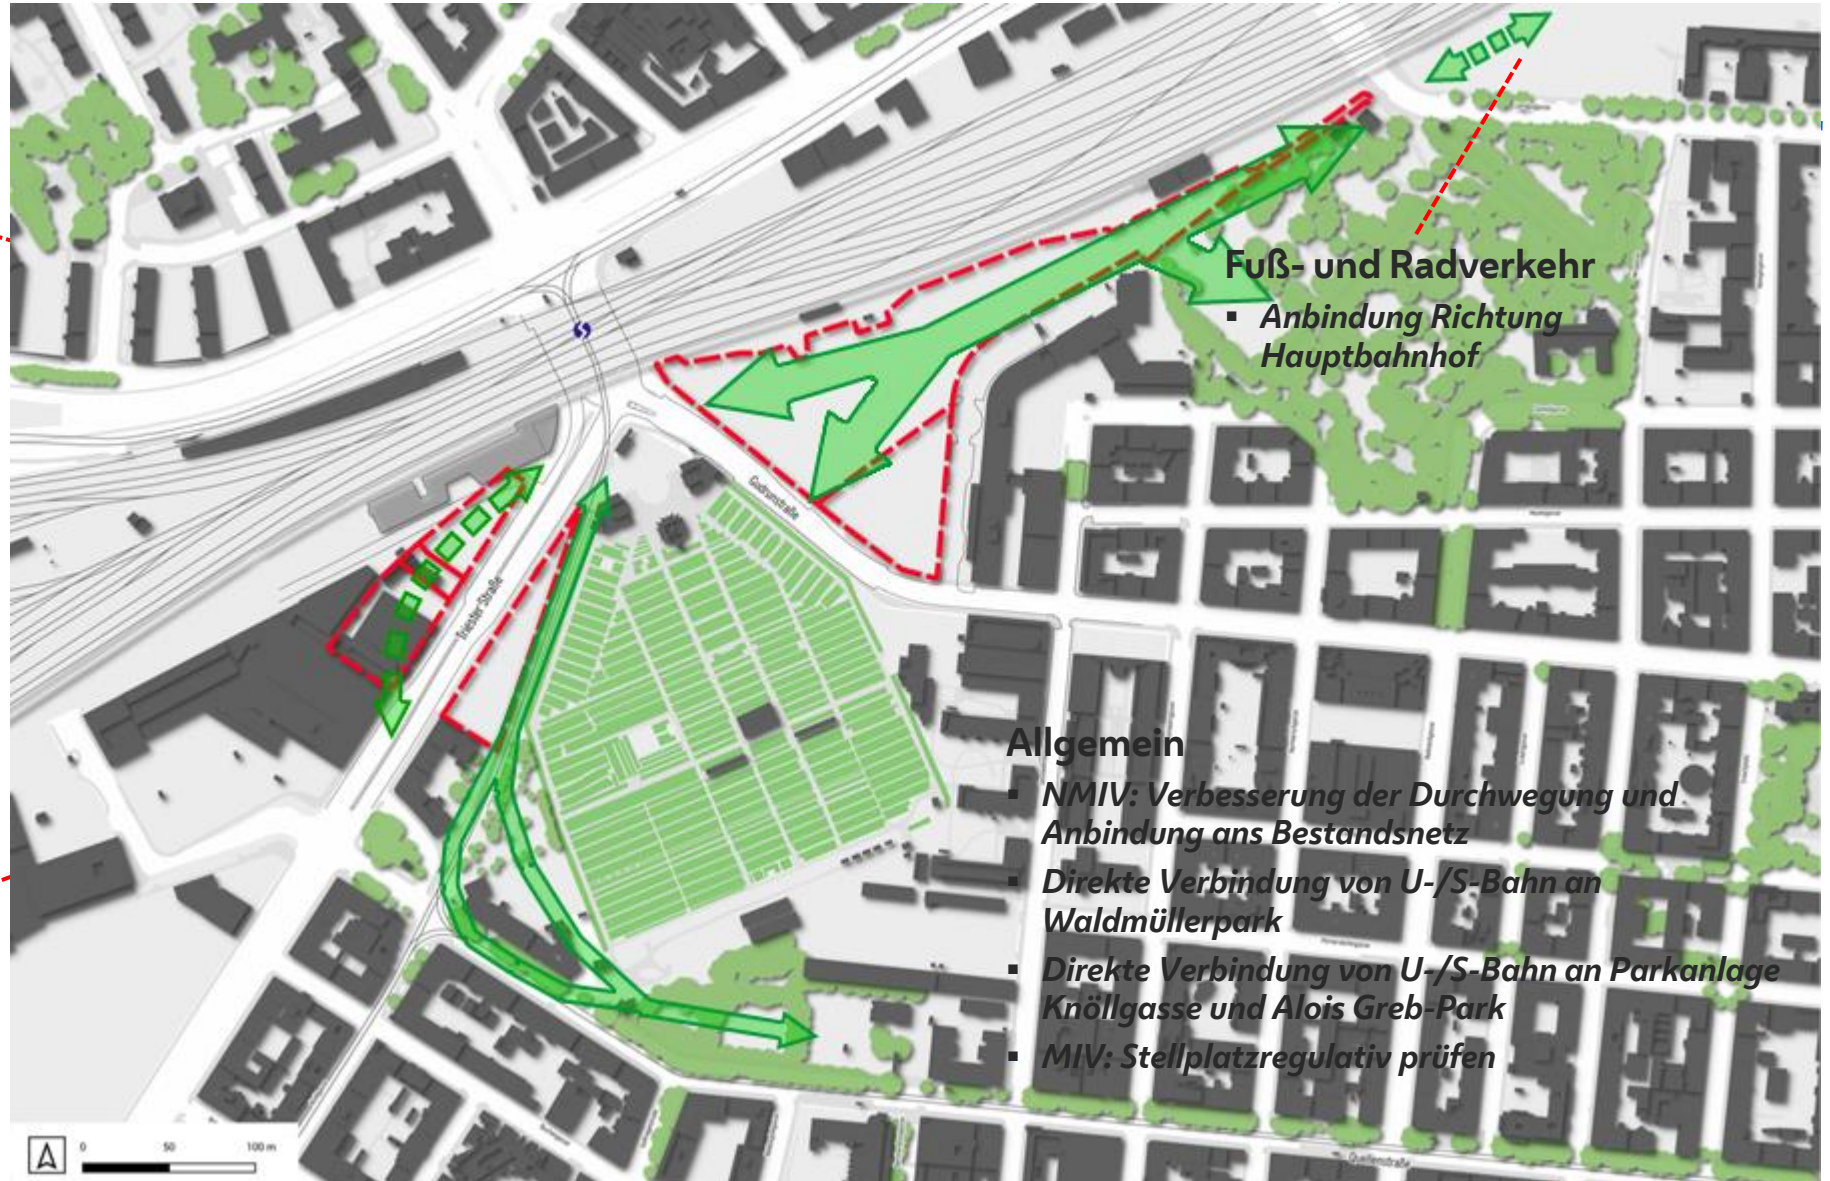 Fuß- und Radverkehr
▪ Anbindung Richtung
Hauptbahnhof
Gudrunstraße
Triester Straße
Allgemein
▪ NMIV: Verbesserung der Durchwegung und
Anbindung ans Bestandsnetz
▪ Direkte Verbindung von U-/S-Bahn an
Waldmüllerpark
▪ Direkte Verbindung von U-/S-Bahn an Parkanlage
Knöllgasse und Alois Greb-Park
▪ MIV: Stellplatzregulativ prüfen
0 50 100 m
Quellenstraße